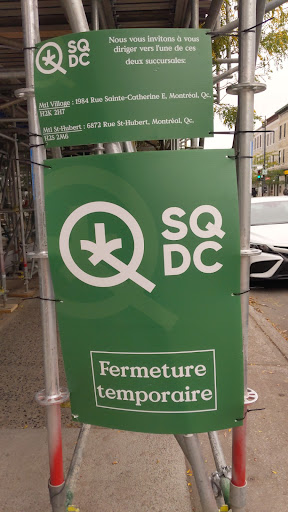 SQ
DC
Nous vous invitons à vous
diriger vers l'une de ces
deux succursales:
Mtl Village : 1984 Rue Sainte-Catherine E, Montréal, Qc.
H2K 2H7
Mtl St-Hubert : 6872 Rue St-Hubert, Montréal, Qc.
H2S 2M6
SQ
DC
Fermeture
temporaire